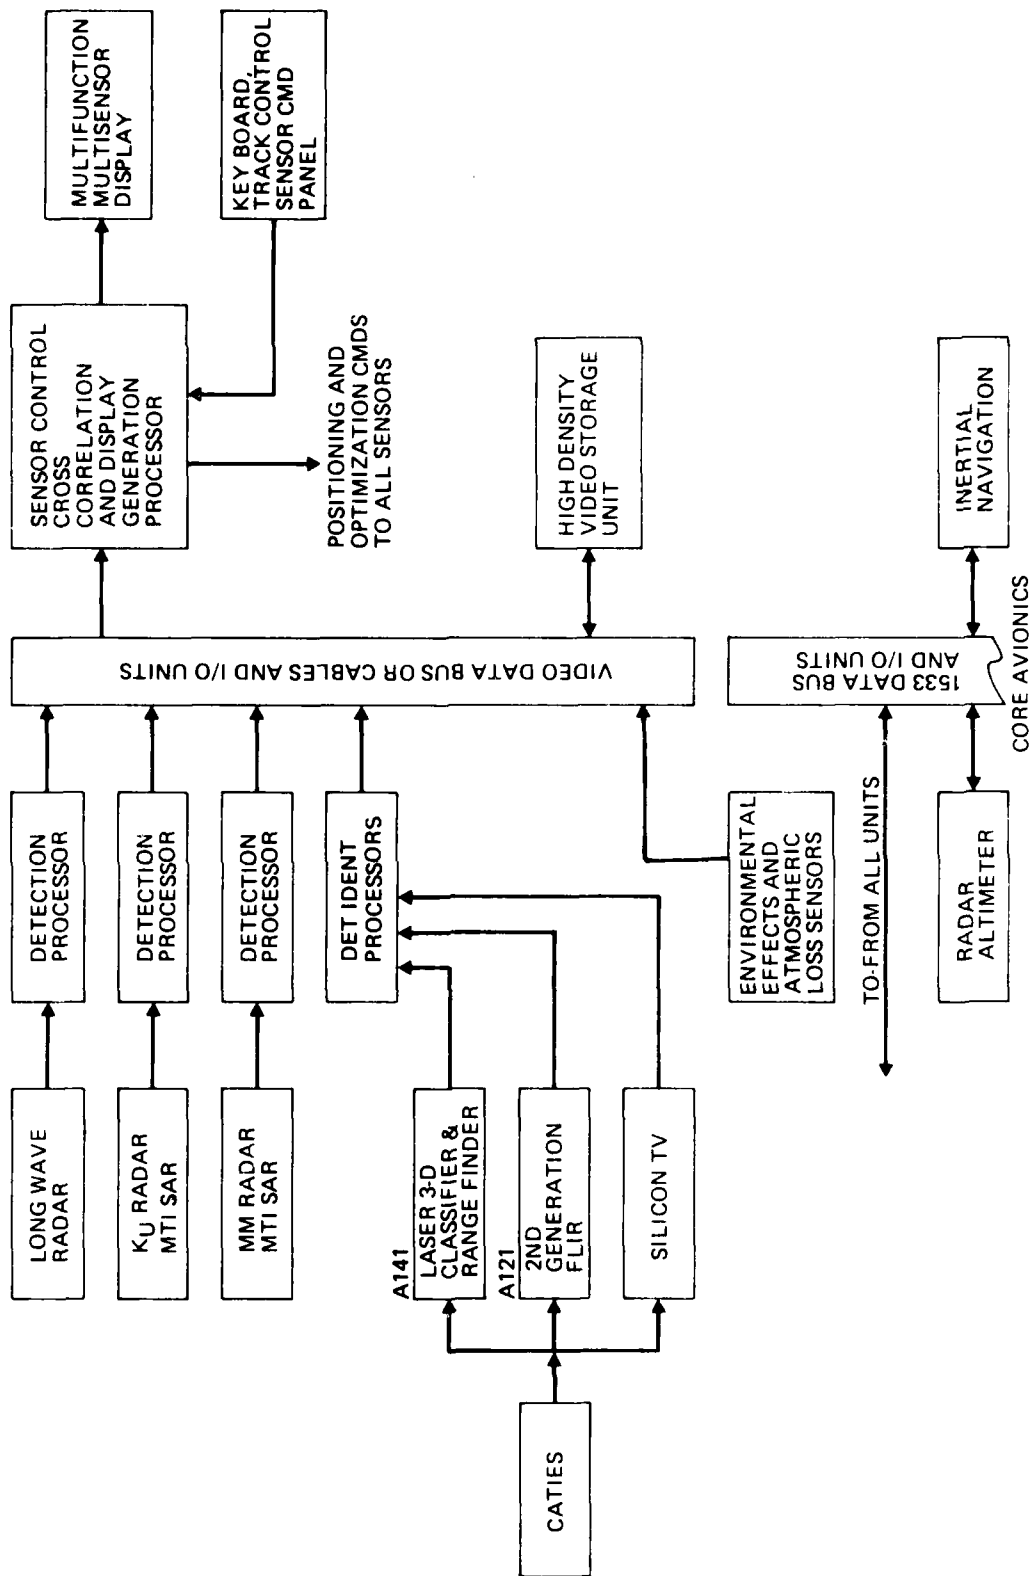 LONG WAVE
RADAR
DETECTION
PROCESSOR
K_U RADAR
MTI SAR
DETECTION
PROCESSOR
MM RADAR
MTI SAR
DETECTION
PROCESSOR
A141
LASER 3-D
CLASSIFIER &
RANGE FINDER
DET IDENT
PROCESSORS
A121
2ND
GENERATION
FLIR
SILICON TV
CATIES
ENVIRONMENTAL
EFFECTS AND
ATMOSPHERIC
LOSS SENSORS
VIDEO DATA BUS OR CABLES AND I/O UNITS
SENSOR CONTROL
CROSS
CORRELATION
AND DISPLAY
GENERATION
PROCESSOR
MULTIFUNCTION
MULTISENSOR
DISPLAY
KEY BOARD,
TRACK CONTROL
SENSOR CMD
PANEL
POSITIONING AND
OPTIMIZATION CMDS
TO ALL SENSORS
HIGH DENSITY
VIDEO STORAGE
UNIT
TO-FROM ALL UNITS
1533 DATA BUS
AND I/O UNITS
RADAR
ALTIMETER
INERTIAL
NAVIGATION
CORE AVIONICS